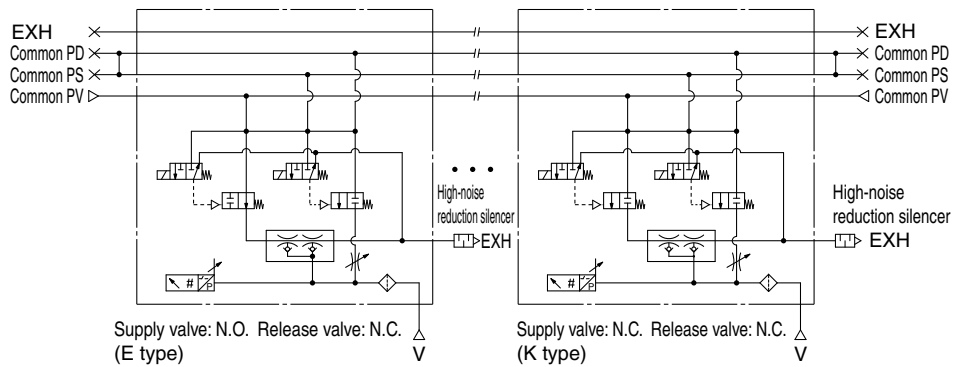 EXH
Common PD
Common PS
Common PV
EXH
Common PD
Common PS
Common PV
High-noise
reduction silencer
EXH
High-noise
reduction silencer
EXH
# P
# P
Supply valve: N.O. Release valve: N.C.
(E type)
V
Supply valve: N.C. Release valve: N.C.
(K type)
V